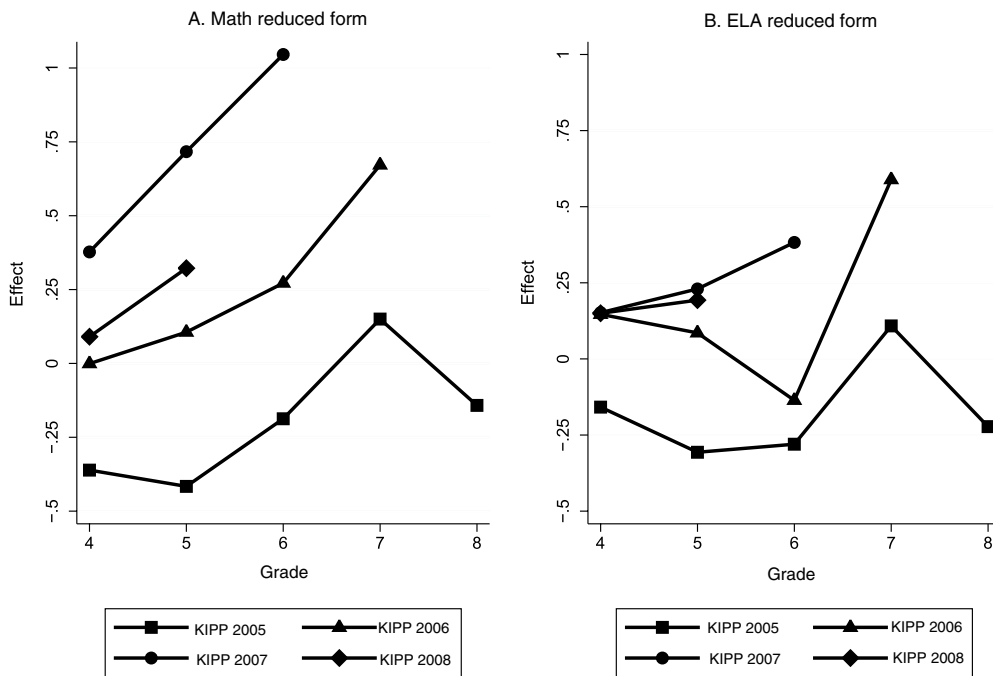 A. Math reduced form
1
.75
.5
.25
0
−.25
−.5
Effect
4 5 6 7 8
Grade
KIPP 2005 KIPP 2006
KIPP 2007 KIPP 2008
B. ELA reduced form
1
.75
.5
.25
0
−.25
−.5
Effect
4 5 6 7 8
Grade
KIPP 2005 KIPP 2006
KIPP 2007 KIPP 2008